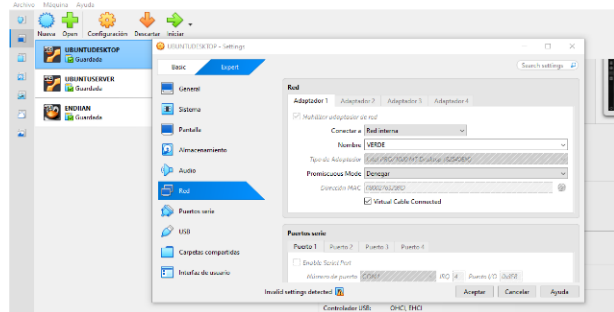 Archivo Máquina Ayuda
Nueva Open Configuración Descartar Iniciar
UBUNTUDESKTOP
Guardada
UBUNTUSERVER
Guardada
ENDIAN
Guardada
UBUNTUDESKTOP - Settings
Basic Expert
Search settings
General
Sistema
Pantalla
Almacenamiento
Audio
Red
Puertos serie
USB
Carpetas compartidas
Interfaz de usuario
Red
Adaptador 1 Adaptador 2 Adaptador 3 Adaptador 4
Habilitar adaptador de red
Conectar a Red interna
Nombre VERDE
Tipo de Adaptador
Promiscuous Mode Denegar
Dirección MAC
Virtual Cable Connected
Puertos serie
Puerto 1 Puerto 2 Puerto 3 Puerto 4
Enable Serial Port
Número de puerto COM1 IRQ 4 Puerto I/O
Invalid settings detected
Aceptar Cancelar Ayuda
Controlador USB: OHCI, EHCI